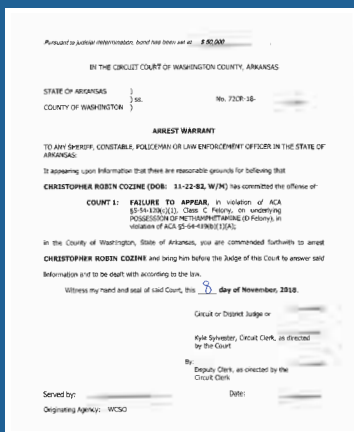 Pursuant to judicial determination, bond has been set at $ 50,000
IN THE CIRCUIT COURT OF WASHINGTON COUNTY, ARKANSAS
STATE OF ARKANSAS )
) ss. No. 72CR-18-
COUNTY OF WASHINGTON )
ARREST WARRANT
TO ANY SHERIFF, CONSTABLE, POLICEMAN OR LAW ENFORCEMENT OFFICER IN THE STATE OF
ARKANSAS:
It appearing upon Information that there are reasonable grounds for believing that
CHRISTOPHER ROBIN COZINE (DOB: 11-22-82, W/M) has committed the offense of
COUNT 1: FAILURE TO APPEAR, in violation of ACA
§5-54-120(c)(1), Class C Felony, on underlying
POSSESSION OF METHAMPHITAMINE (D Felony), in
violation of ACA §5-64-419(b)(1)(A);
in the County of Washington, State of Arkansas, you are commanded forthwith to arrest
CHRISTOPHER ROBIN COZINE and bring him before the Judge of this Court to answer said
Information and to be dealt with according to the law.
Witness my hand and seal of said Court, this 8 day of November, 2018.
Circuit or District Judge or
Kyle Sylvester, Circuit Clerk, as directed
by the Court
By:
Deputy Clerk, as directed by the
Circuit Clerk
Served by: Date:
Originating Agency: WCSO